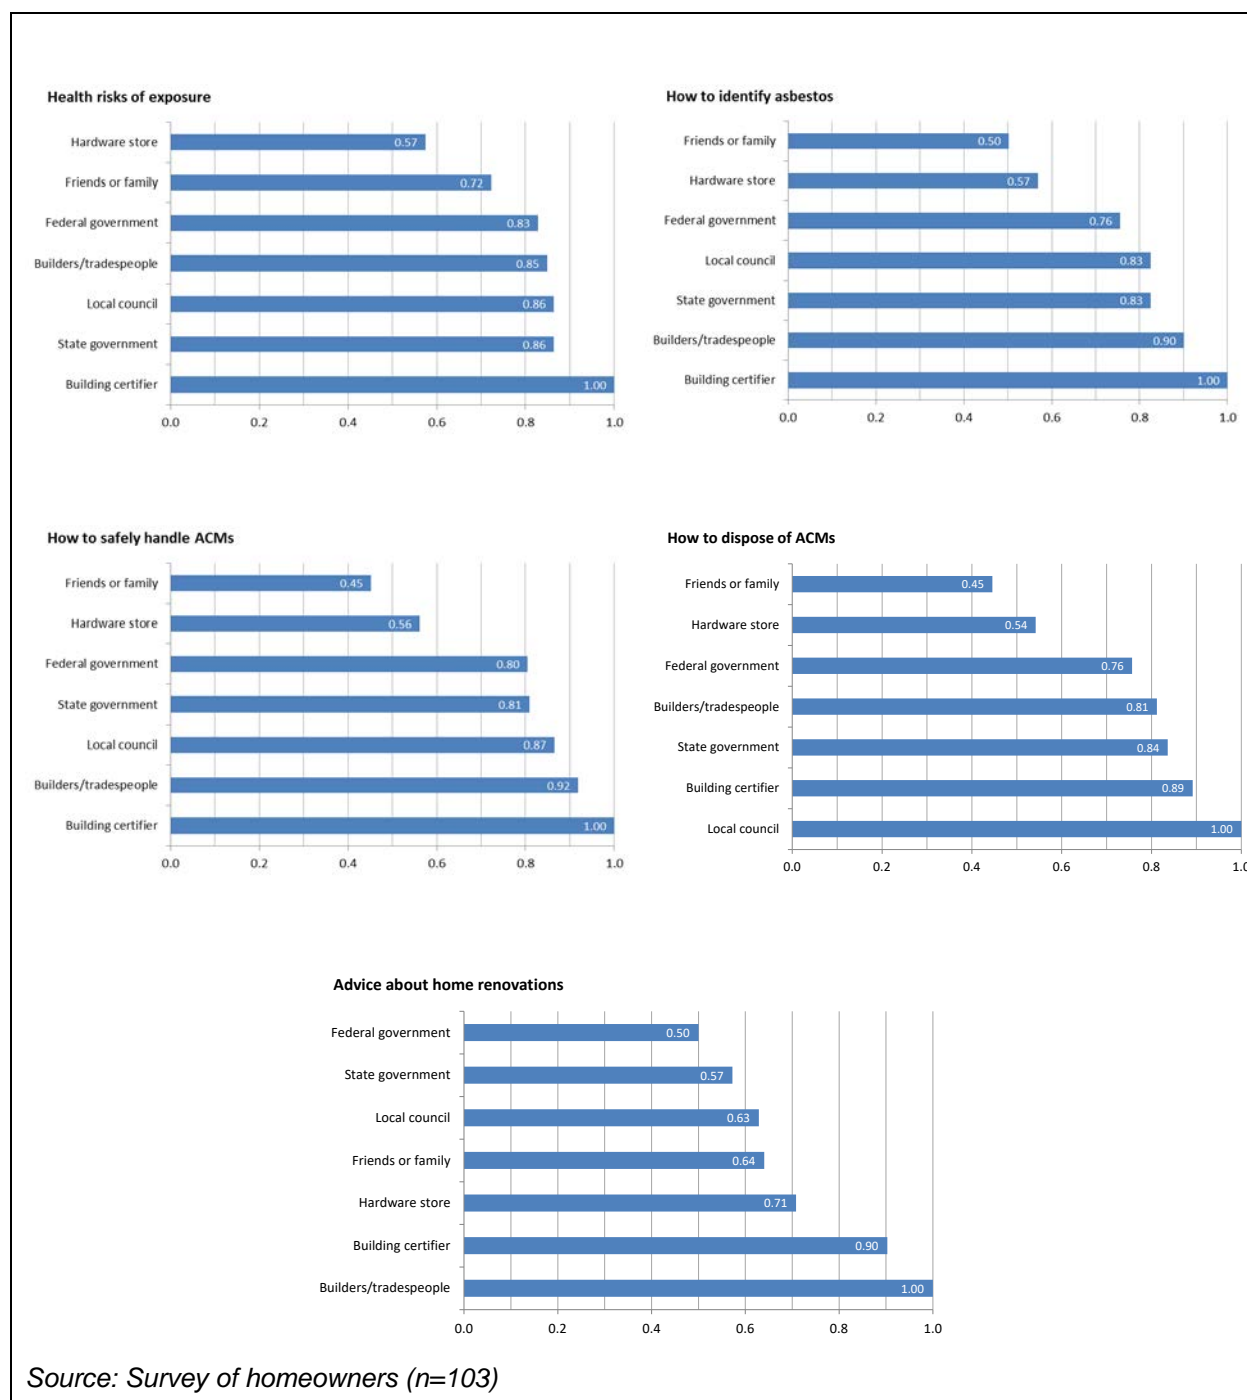 Health risks of exposure
Hardware store 0.57
Friends or family 0.72
Federal government 0.83
Builders/tradespeople 0.85
Local council 0.86
State government 0.86
Building certifier 1.00
0.0 0.2 0.4 0.6 0.8 1.0
How to identify asbestos
Friends or family 0.50
Hardware store 0.57
Federal government 0.76
Local council 0.83
State government 0.83
Builders/tradespeople 0.90
Building certifier 1.00
0.0 0.2 0.4 0.6 0.8 1.0
How to safely handle ACMs
Friends or family 0.45
Hardware store 0.56
Federal government 0.80
State government 0.81
Local council 0.87
Builders/tradespeople 0.92
Building certifier 1.00
0.0 0.2 0.4 0.6 0.8 1.0
How to dispose of ACMs
Friends or family 0.45
Hardware store 0.54
Federal government 0.76
Builders/tradespeople 0.81
State government 0.84
Building certifier 0.89
Local council 1.00
0.0 0.2 0.4 0.6 0.8 1.0
Advice about home renovations
Federal government 0.50
State government 0.57
Local council 0.63
Friends or family 0.64
Hardware store 0.71
Building certifier 0.90
Builders/tradespeople 1.00
0.0 0.2 0.4 0.6 0.8 1.0
Source: Survey of homeowners (n=103)